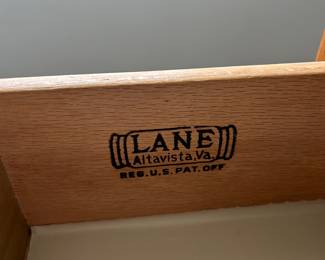 LANE
Altavista, Va.
REG. U.S. PAT. OFF